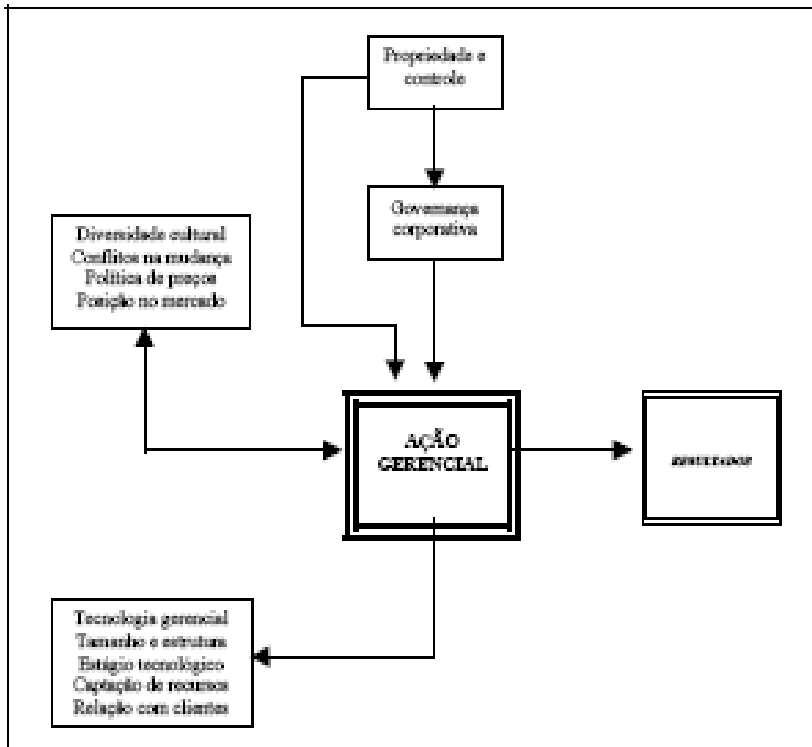 Propriedade e
controle
Governança
corporativa
Diversidade cultural
Conflitos na mudança
Política de preços
Posição no mercado
AÇÃO
GERENCIAL
RESULTADOS
Tecnologia gerencial
Tamanho e estrutura
Estágio tecnológico
Captação de recursos
Relação com clientes